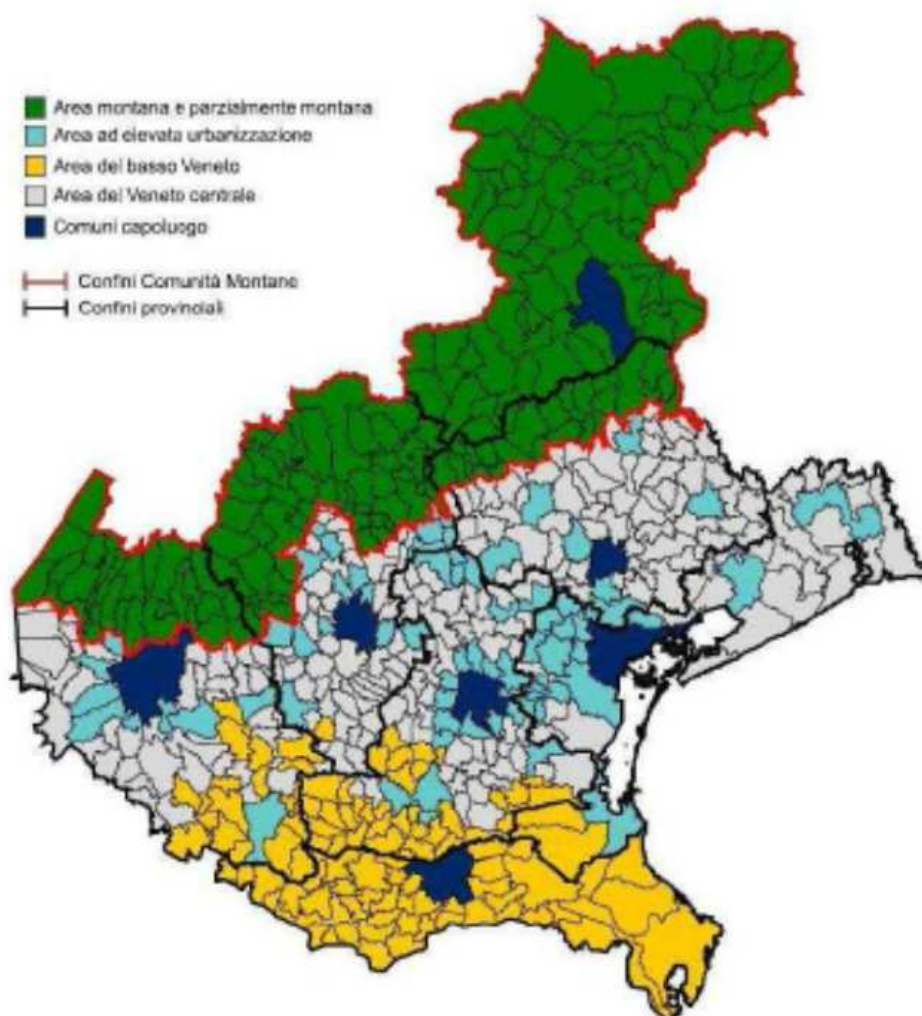 Area montana e parzialmente montana
Area ad elevata urbanizzazione
Area del basso Veneto
Area del Veneto centrale
Comuni capoluogo
Confini Comunità Montane
Confini provinciali